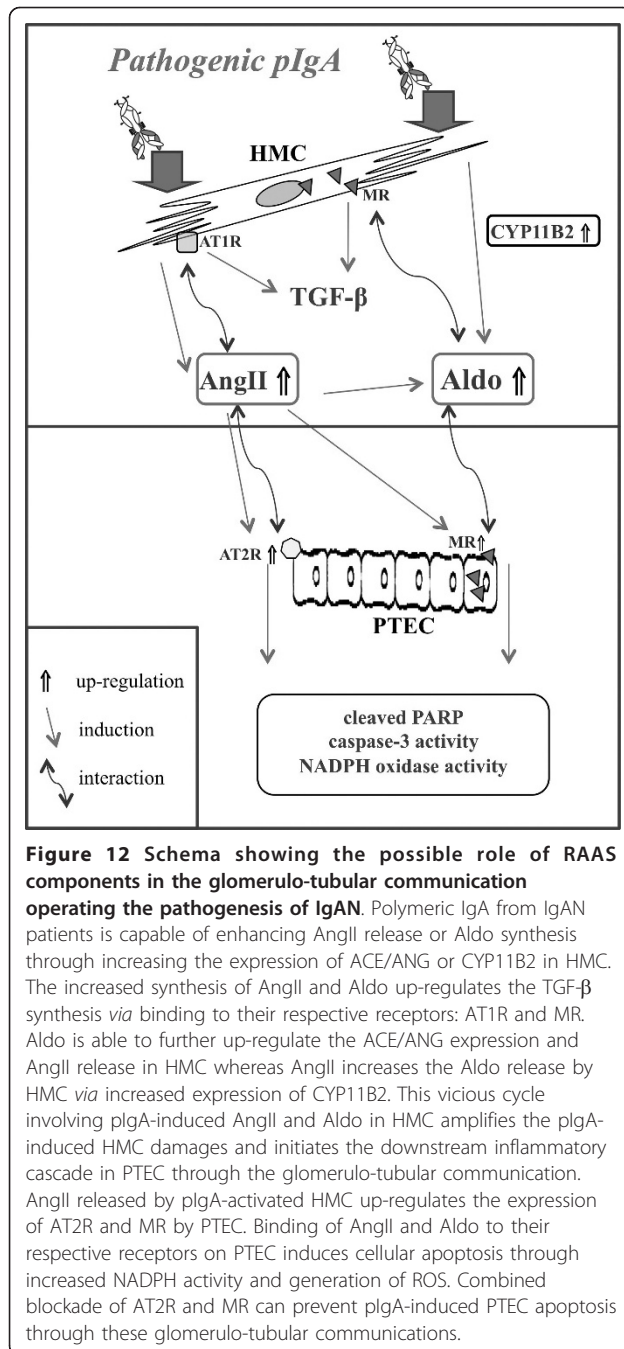 Pathogenic pIgA
HMC
MR
CYP11B2 ⇑
AT1R
TGF-β
AngII ⇑
Aldo ⇑
AT2R ⇑
MR⇑
PTEC
⇑ up-regulation
induction
interaction
cleaved PARP
caspase-3 activity
NADPH oxidase activity
Figure 12 Schema showing the possible role of RAAS
components in the glomerulo-tubular communication
operating the pathogenesis of IgAN. Polymeric IgA from IgAN
patients is capable of enhancing AngII release or Aldo synthesis
through increasing the expression of ACE/ANG or CYP11B2 in HMC.
The increased synthesis of AngII and Aldo up-regulates the TGF-β
synthesis via binding to their respective receptors: AT1R and MR.
Aldo is able to further up-regulate the ACE/ANG expression and
AngII release in HMC whereas AngII increases the Aldo release by
HMC via increased expression of CYP11B2. This vicious cycle
involving pIgA-induced AngII and Aldo in HMC amplifies the pIgA-
induced HMC damages and initiates the downstream inflammatory
cascade in PTEC through the glomerulo-tubular communication.
AngII released by pIgA-activated HMC up-regulates the expression
of AT2R and MR by PTEC. Binding of AngII and Aldo to their
respective receptors on PTEC induces cellular apoptosis through
increased NADPH activity and generation of ROS. Combined
blockade of AT2R and MR can prevent pIgA-induced PTEC apoptosis
through these glomerulo-tubular communications.